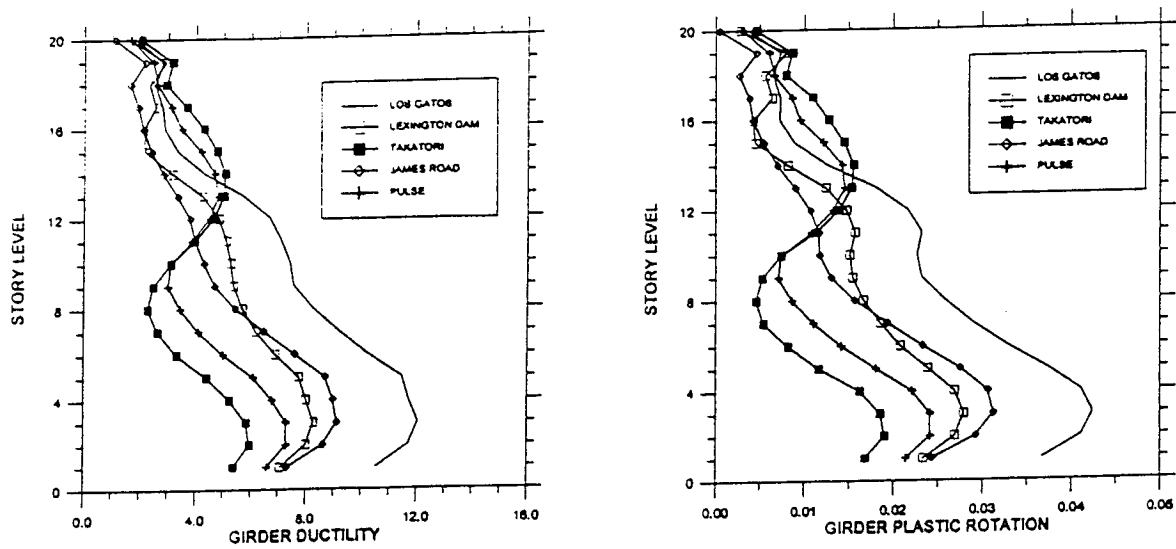 20
16
12
8
4
0
STORY LEVEL
0.0
4.0
8.0
12.0
16.0
GIRDER DUCTILITY
LOS GATOS
LEXINGTON DAM
TAKATORI
JAMES ROAD
PULSE
20
16
12
8
4
0
STORY LEVEL
0.00
0.01
0.02
0.03
0.04
0.05
0.06
GIRDER PLASTIC ROTATION
LOS GATOS
LEXINGTON DAM
TAKATORI
JAMES ROAD
PULSE